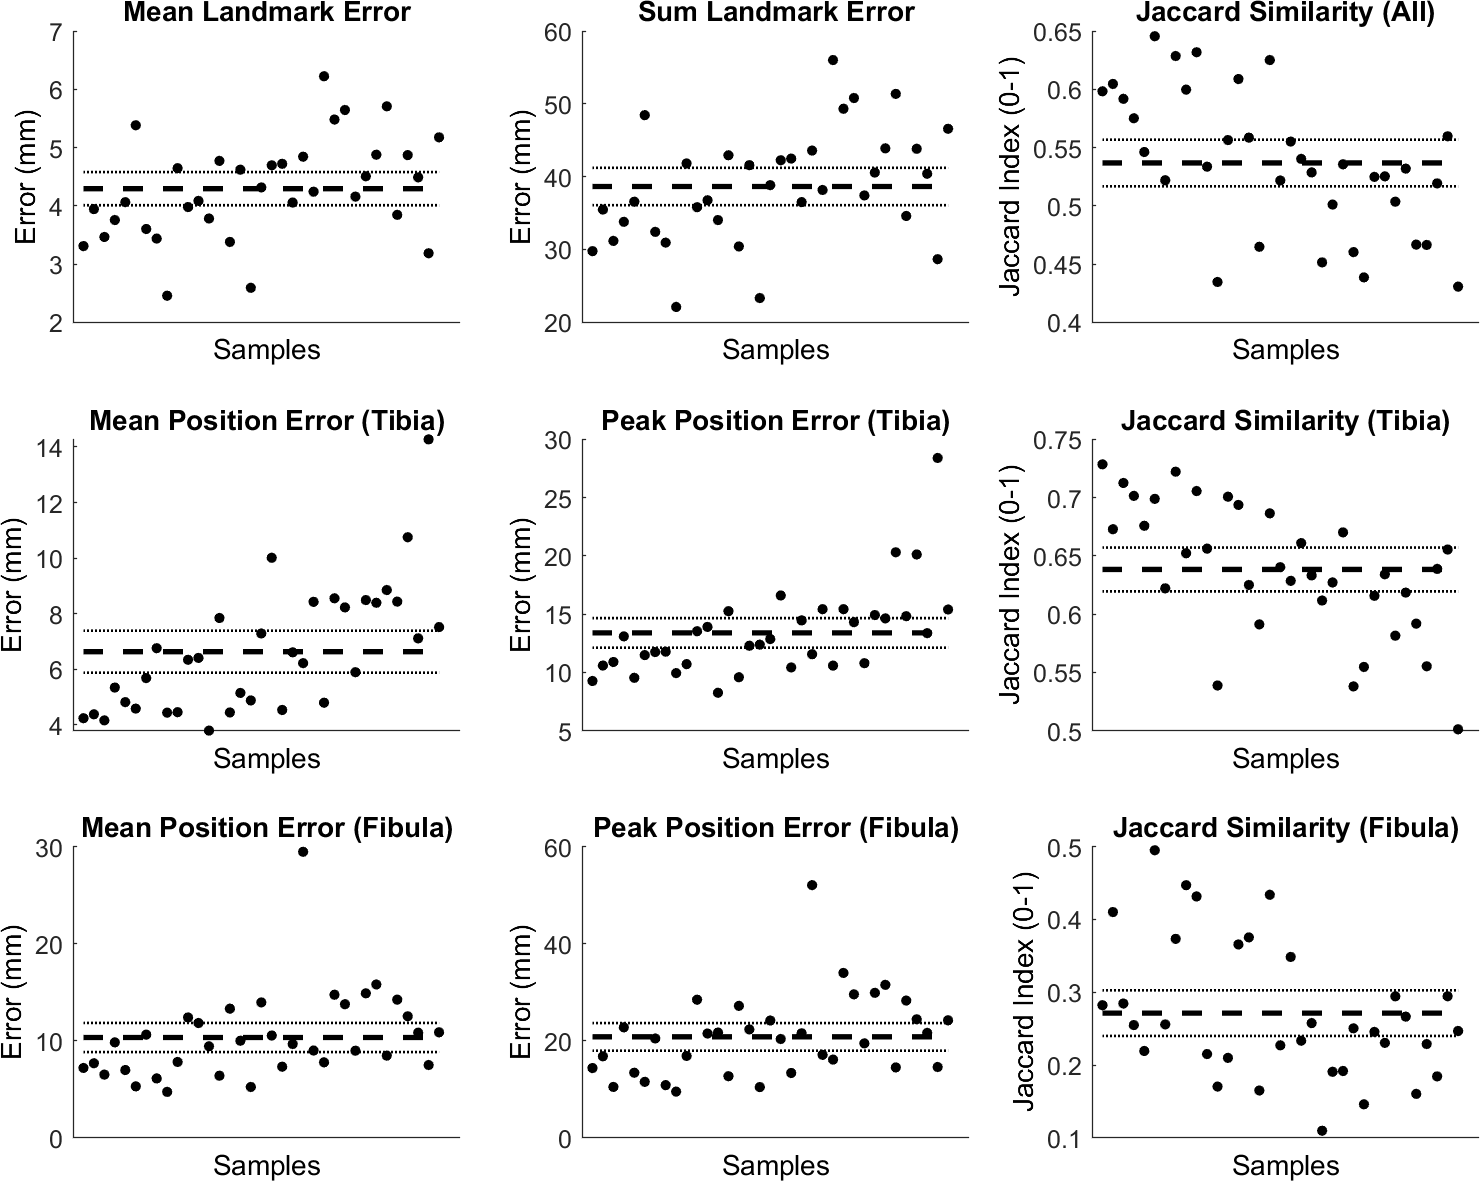 Mean Landmark Error
7
6
5
4
3
2
Error (mm)
Samples
Sum Landmark Error
60
50
40
30
20
Error (mm)
Samples
Jaccard Similarity (All)
0.65
0.6
0.55
0.5
0.45
0.4
Jaccard Index (0-1)
Samples
Mean Position Error (Tibia)
14
12
10
8
6
4
Error (mm)
Samples
Peak Position Error (Tibia)
30
25
20
15
10
5
Error (mm)
Samples
Jaccard Similarity (Tibia)
0.75
0.7
0.65
0.6
0.55
0.5
Jaccard Index (0-1)
Samples
Mean Position Error (Fibula)
30
20
10
0
Error (mm)
Samples
Peak Position Error (Fibula)
60
40
20
0
Error (mm)
Samples
Jaccard Similarity (Fibula)
0.5
0.4
0.3
0.2
0.1
Jaccard Index (0-1)
Samples